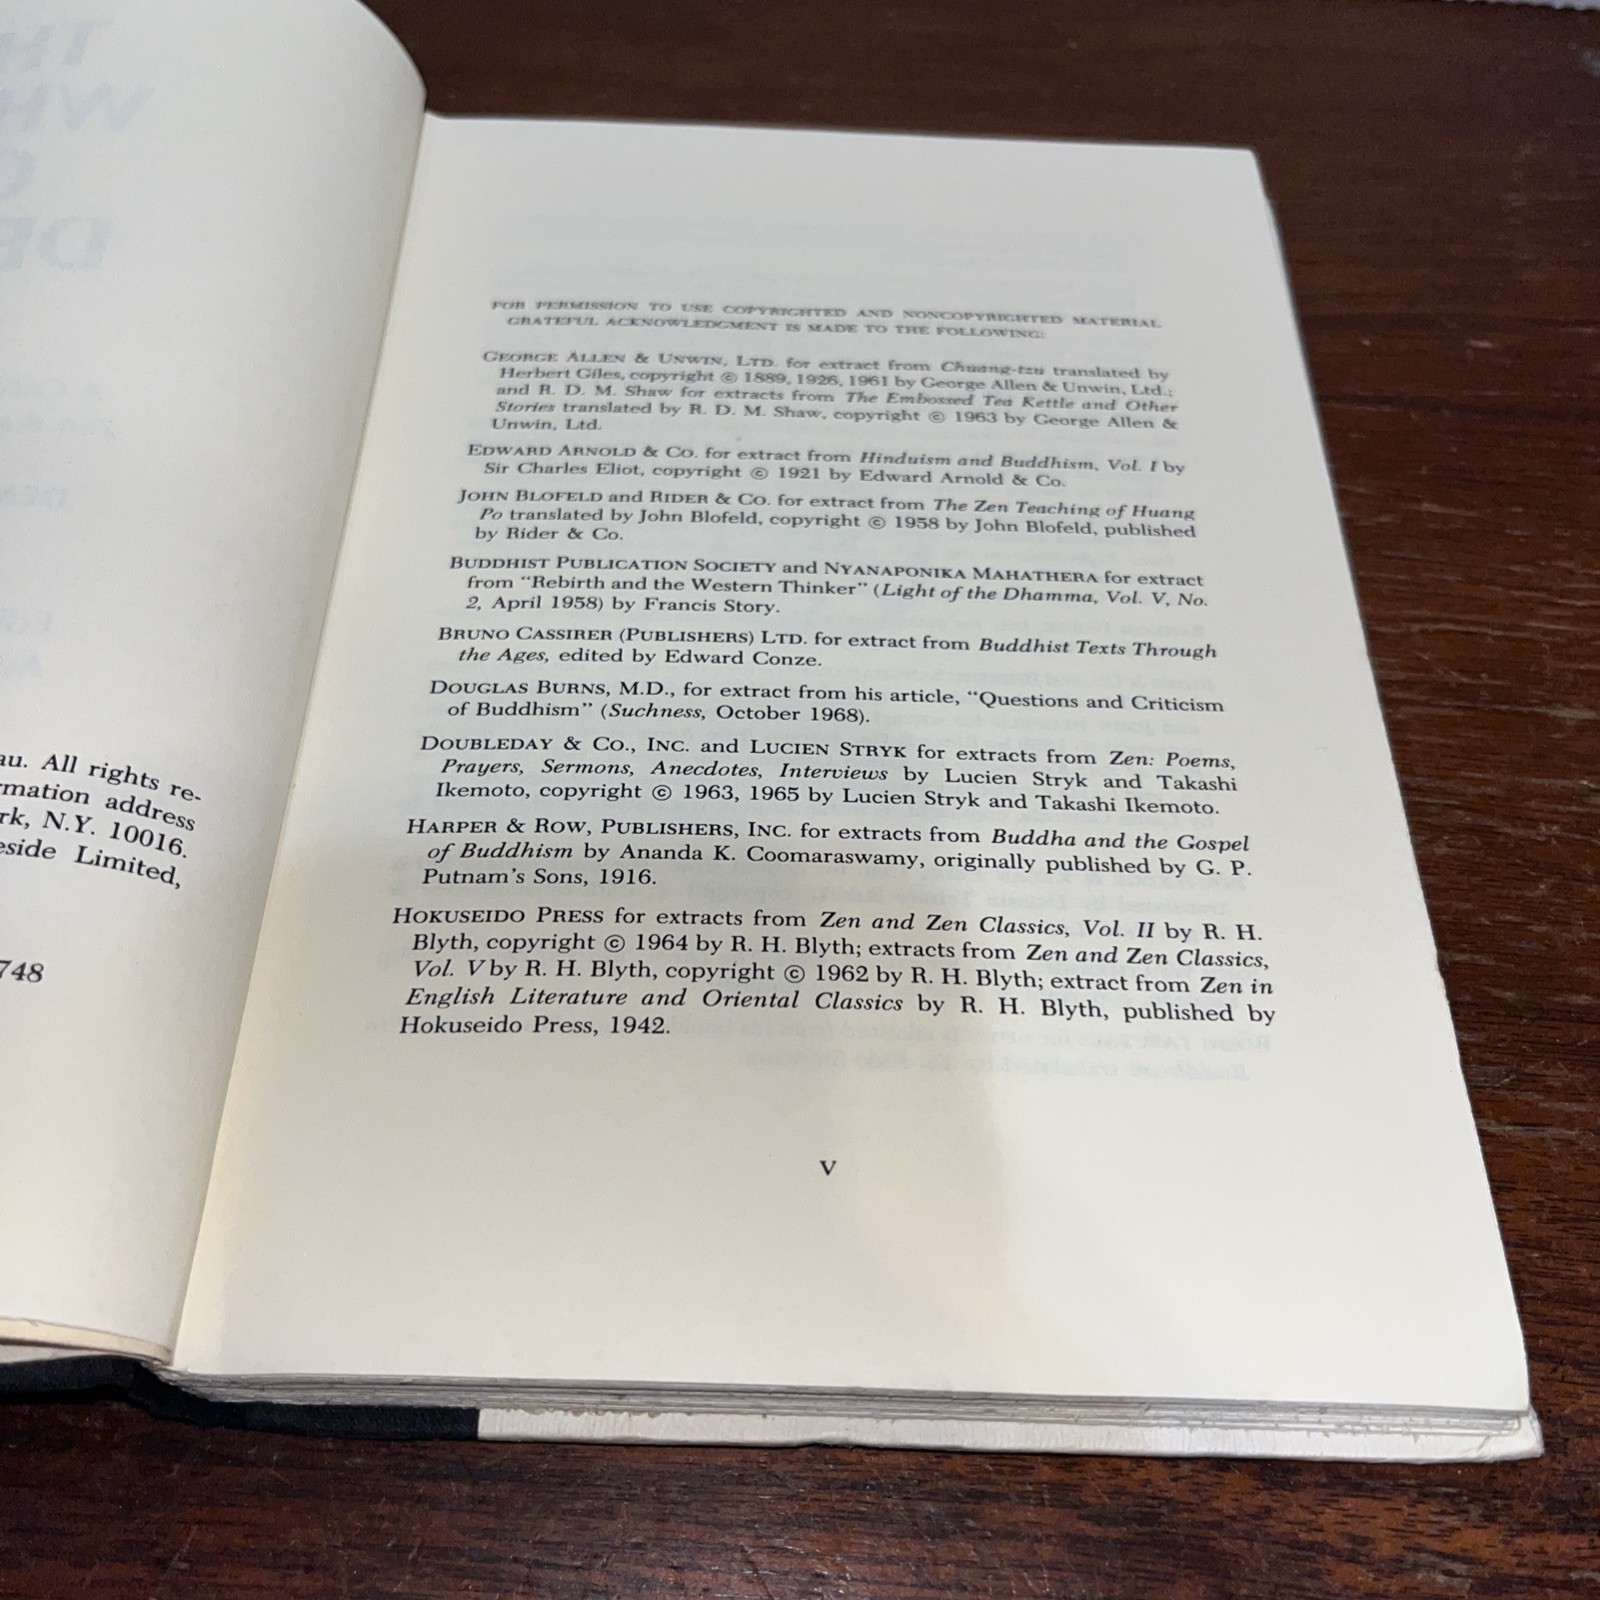 au. All rights re-
rmation address
rk, N.Y. 10016.
eside Limited,
748
FOR PERMISSION TO USE COPYRIGHTED AND NONCOPYRIGHTED MATERIAL
GRATEFUL ACKNOWLEDGMENT IS MADE TO THE FOLLOWING:
GEORGE ALLEN & UNWIN, LTD. for extract from Chuang-tzu translated by
Herbert Giles, copyright © 1889, 1926, 1961 by George Allen & Unwin, Ltd.;
and R. D. M. Shaw for extracts from The Embossed Tea Kettle and Other
Stories translated by R. D. M. Shaw, copyright © 1963 by George Allen &
Unwin, Ltd.
EDWARD ARNOLD & CO. for extract from Hinduism and Buddhism, Vol. I by
Sir Charles Eliot, copyright © 1921 by Edward Arnold & Co.
JOHN BLOFELD and RIDER & CO. for extract from The Zen Teaching of Huang
Po translated by John Blofeld, copyright © 1958 by John Blofeld, published
by Rider & Co.
BUDDHIST PUBLICATION SOCIETY and NYANAPONIKA MAHATHERA for extract
from "Rebirth and the Western Thinker" (Light of the Dhamma, Vol. V, No.
2, April 1958) by Francis Story.
BRUNO CASSIRER (PUBLISHERS) LTD. for extract from Buddhist Texts Through
the Ages, edited by Edward Conze.
DOUGLAS BURNS, M.D., for extract from his article, "Questions and Criticism
of Buddhism" (Suchness, October 1968).
DOUBLEDAY & CO., INC. and LUCIEN STRYK for extracts from Zen: Poems,
Prayers, Sermons, Anecdotes, Interviews by Lucien Stryk and Takashi
Ikemoto, copyright © 1963, 1965 by Lucien Stryk and Takashi Ikemoto.
HARPER & ROW, PUBLISHERS, INC. for extracts from Buddha and the Gospel
of Buddhism by Ananda K. Coomaraswamy, originally published by G. P.
Putnam's Sons, 1916.
HOKUSEIDO PRESS for extracts from Zen and Zen Classics, Vol. II by R. H.
Blyth, copyright © 1964 by R. H. Blyth; extracts from Zen and Zen Classics,
Vol. V by R. H. Blyth, copyright © 1962 by R. H. Blyth; extract from Zen in
English Literature and Oriental Classics by R. H. Blyth, published by
Hokuseido Press, 1942.
V